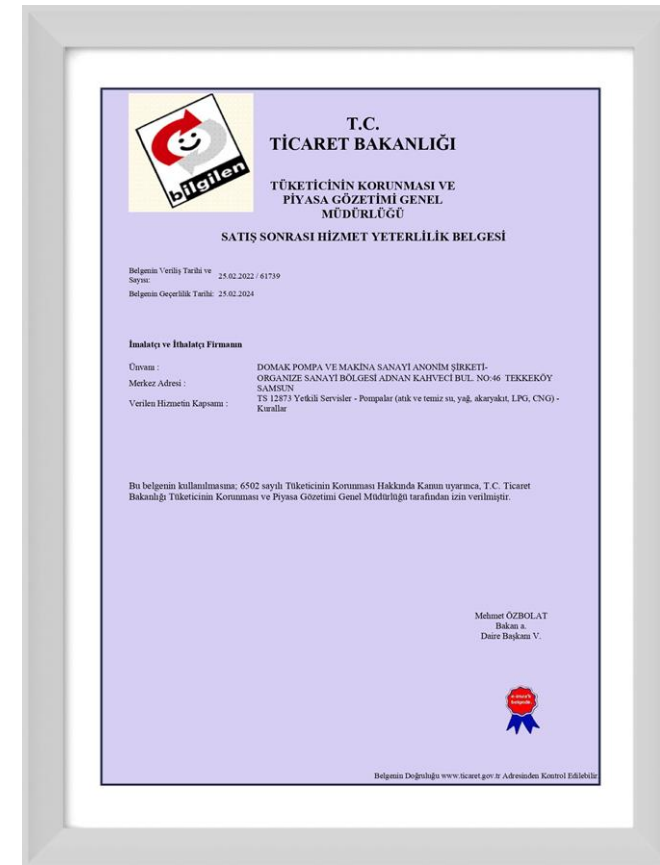 bilgilen
T.C.
TİCARET BAKANLIĞI
TÜKETİCİNİN KORUNMASI VE
PİYASA GÖZETİMİ GENEL
MÜDÜRLÜĞÜ
SATIŞ SONRASI HİZMET YETERLİLİK BELGESİ
Belgenin Veriliş Tarihi ve
Sayısı: 25.02.2022 / 61739
Belgenin Geçerlilik Tarihi: 25.02.2024
İmalatçı ve İthalatçı Firmanın
Ünvanı : DOMAK POMPA VE MAKİNA SANAYİ ANONİM ŞİRKETİ-
Merkez Adresi : ORGANIZE SANAYİ BÖLGESİ ADNAN KAHVECİ BUL. NO:46 TEKKEKÖY
SAMSUN
Verilen Hizmetin Kapsamı : TS 12873 Yetkili Servisler - Pompalar (atık ve temiz su, yağ, akaryakıt, LPG, CNG) -
Kurallar
Bu belgenin kullanılmasına; 6502 sayılı Tüketicinin Korunması Hakkında Kanun uyarınca, T.C. Ticaret
Bakanlığı Tüketicinin Korunması ve Piyasa Gözetimi Genel Müdürlüğü tarafından izin verilmiştir.
Mehmet ÖZBOLAT
Bakan a.
Daire Başkanı V.
e-imzalı
belgedir.
Belgenin Doğruluğu www.ticaret.gov.tr Adresinden Kontrol Edilebilir.